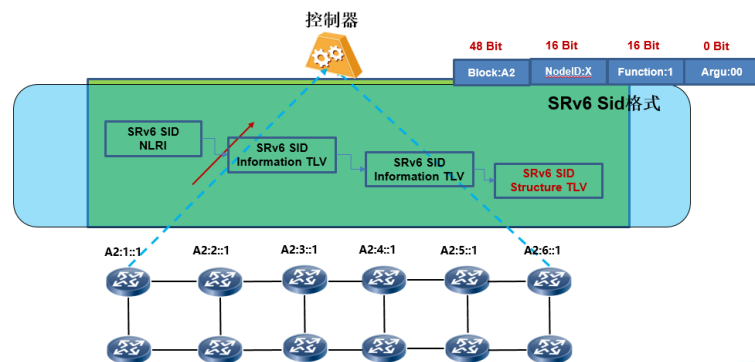 控制器
48 Bit
16 Bit
16 Bit
0 Bit
Block:A2
NodeID:X
Function:1
Argu:00
SRv6 Sid格式
SRv6 SID
NLRI
SRv6 SID
Information TLV
SRv6 SID
Information TLV
SRv6 SID
Structure TLV
A2:1::1
A2:2::1
A2:3::1
A2:4::1
A2:5::1
A2:6::1